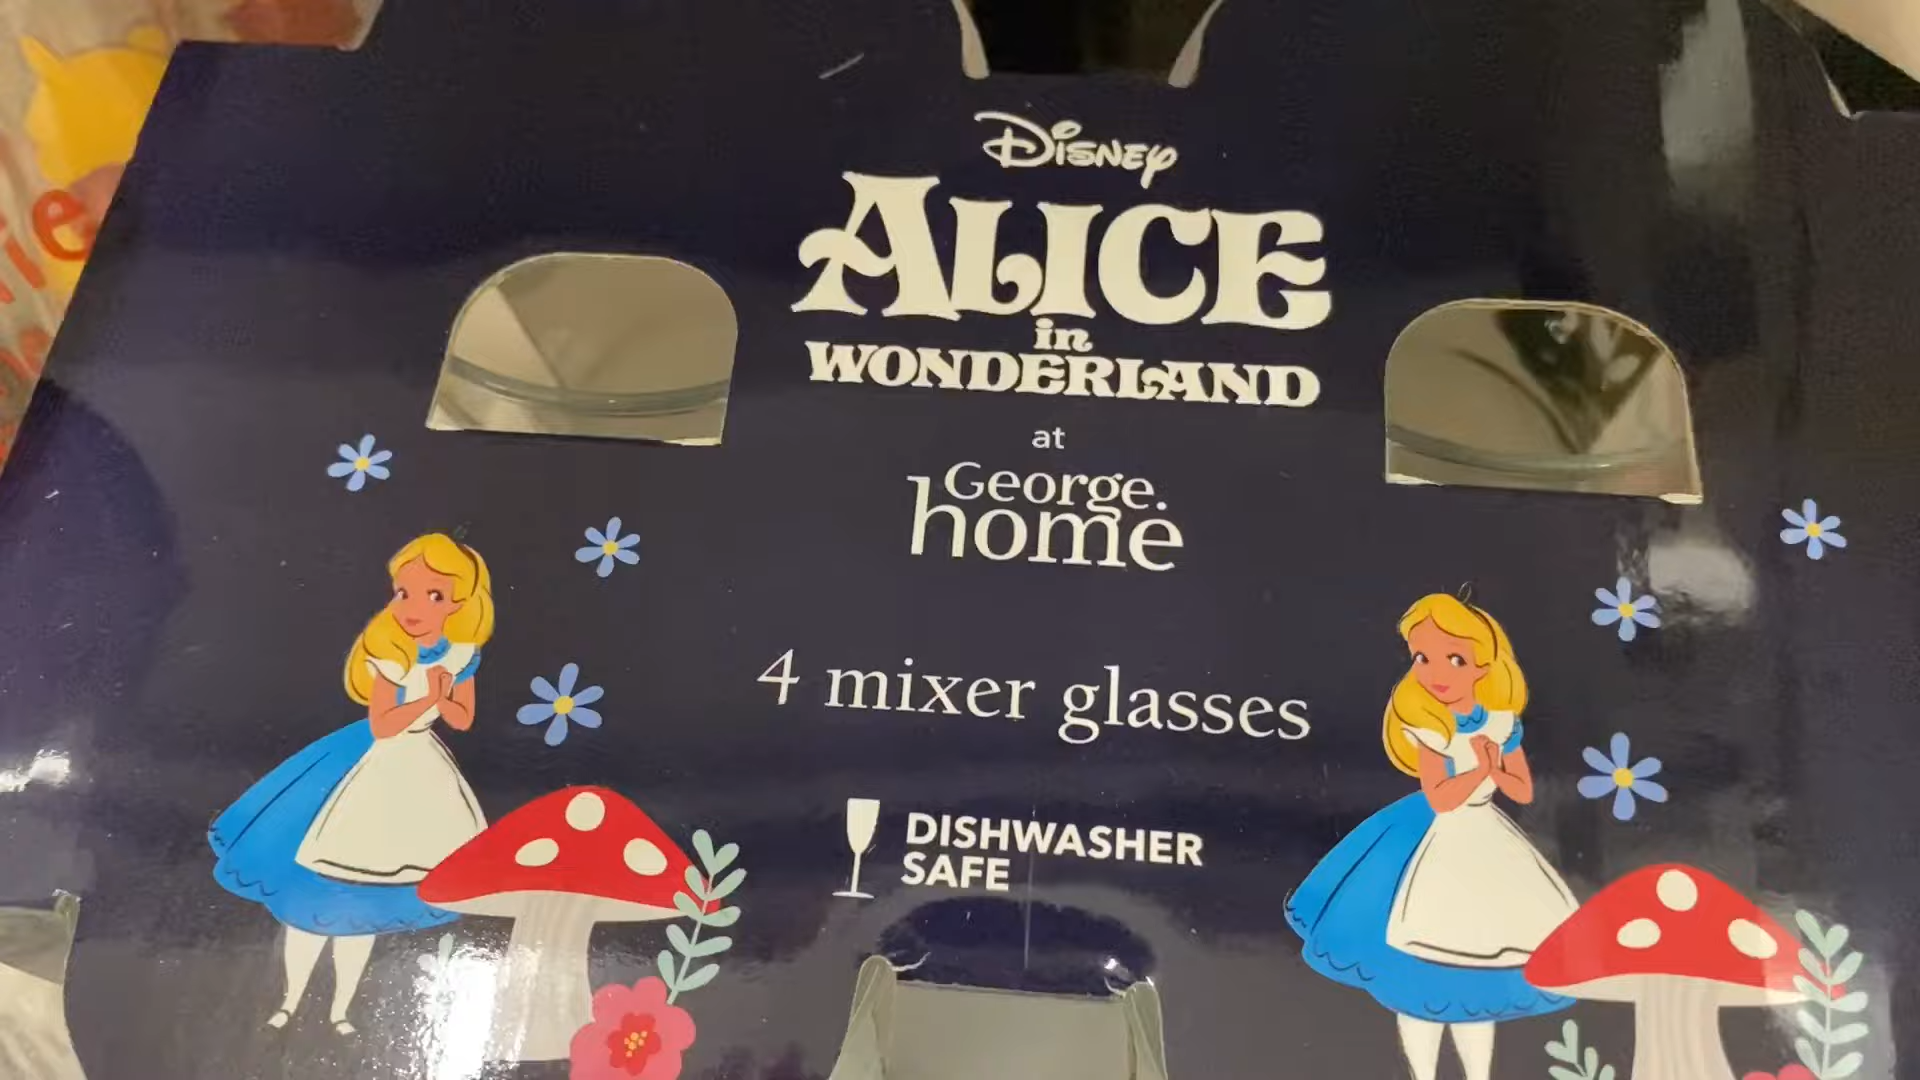 Disney
ALICE
in
WONDERLAND
at
George.
home
4 mixer glasses
DISHWASHER
SAFE